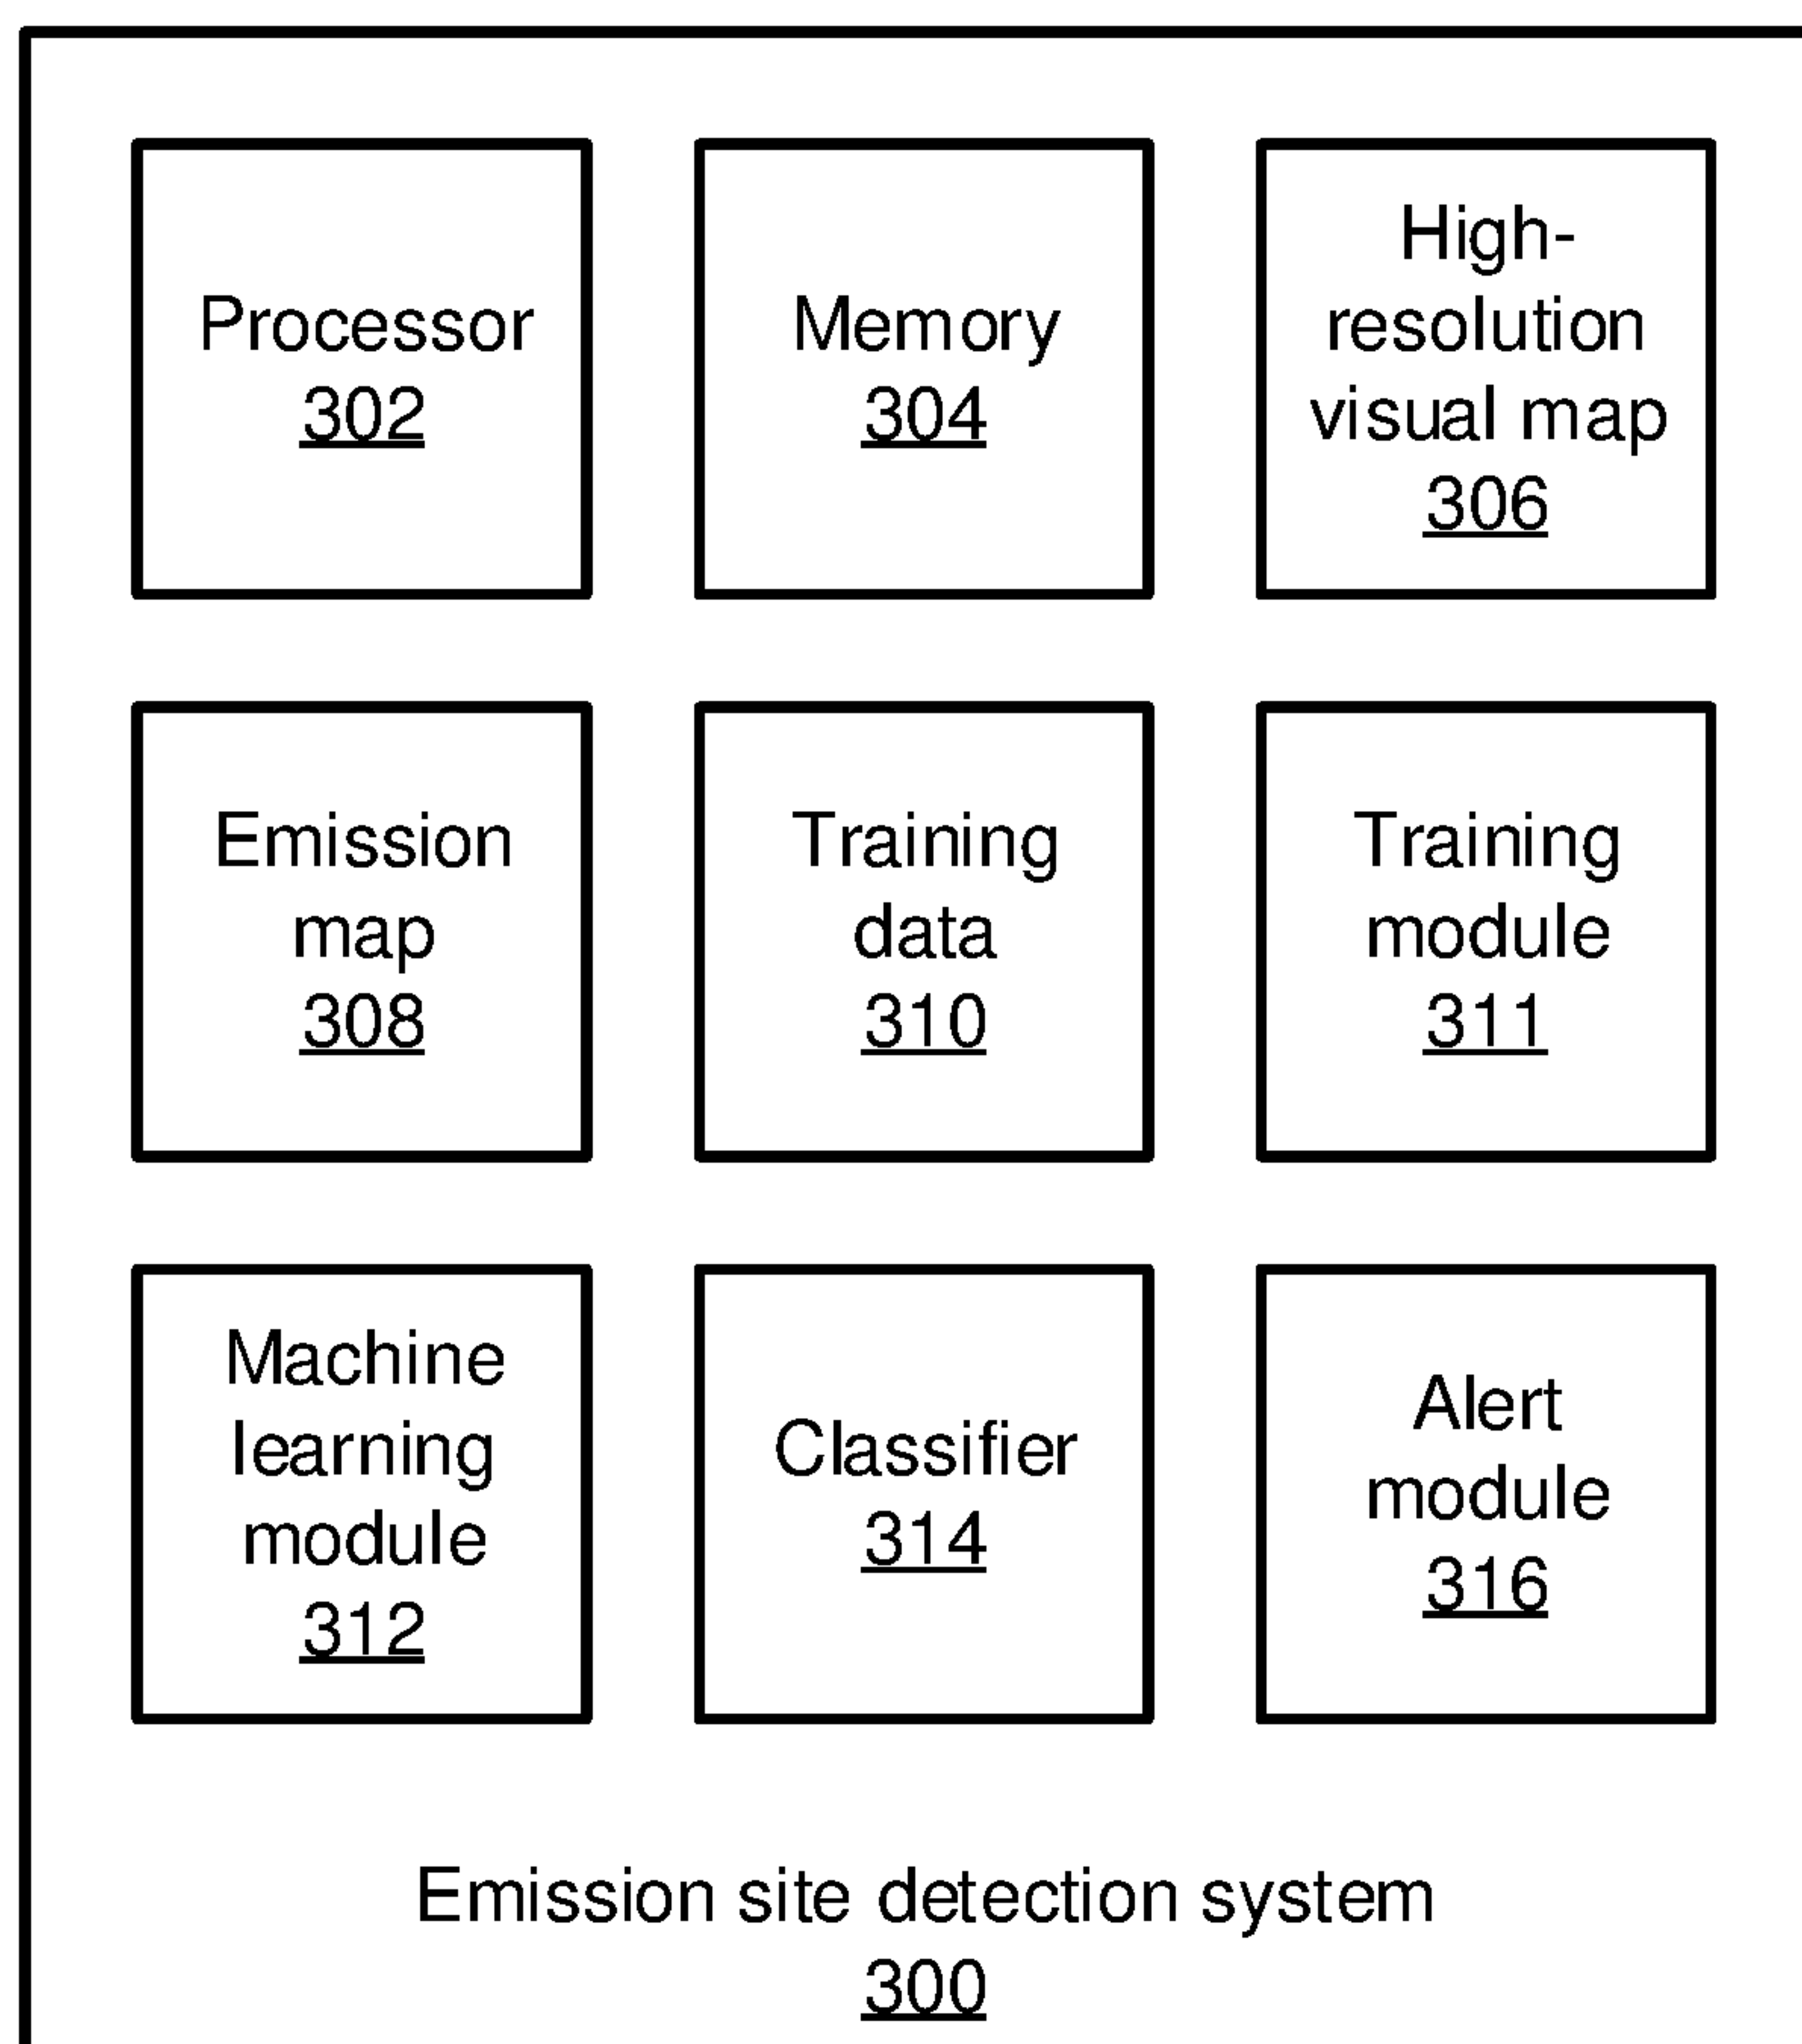 Processor
302
Memory
304
High-
resolution
visual map
306
Emission
map
308
Training
data
310
Training
module
311
Machine
learning
module
312
Classifier
314
Alert
module
316
Emission site detection system
300